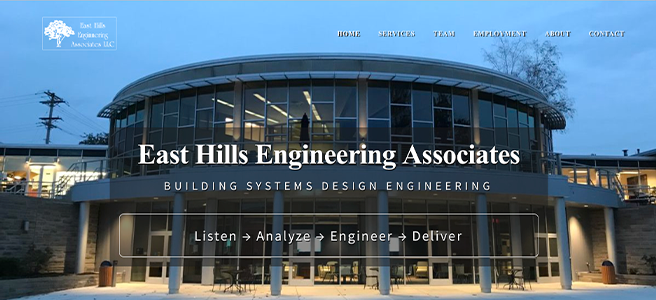 East Hills
Engineering
Associates LLC
HOME SERVICES TEAM EMPLOYMENT ABOUT CONTACT
East Hills Engineering Associates
BUILDING SYSTEMS DESIGN ENGINEERING
Listen → Analyze → Engineer → Deliver